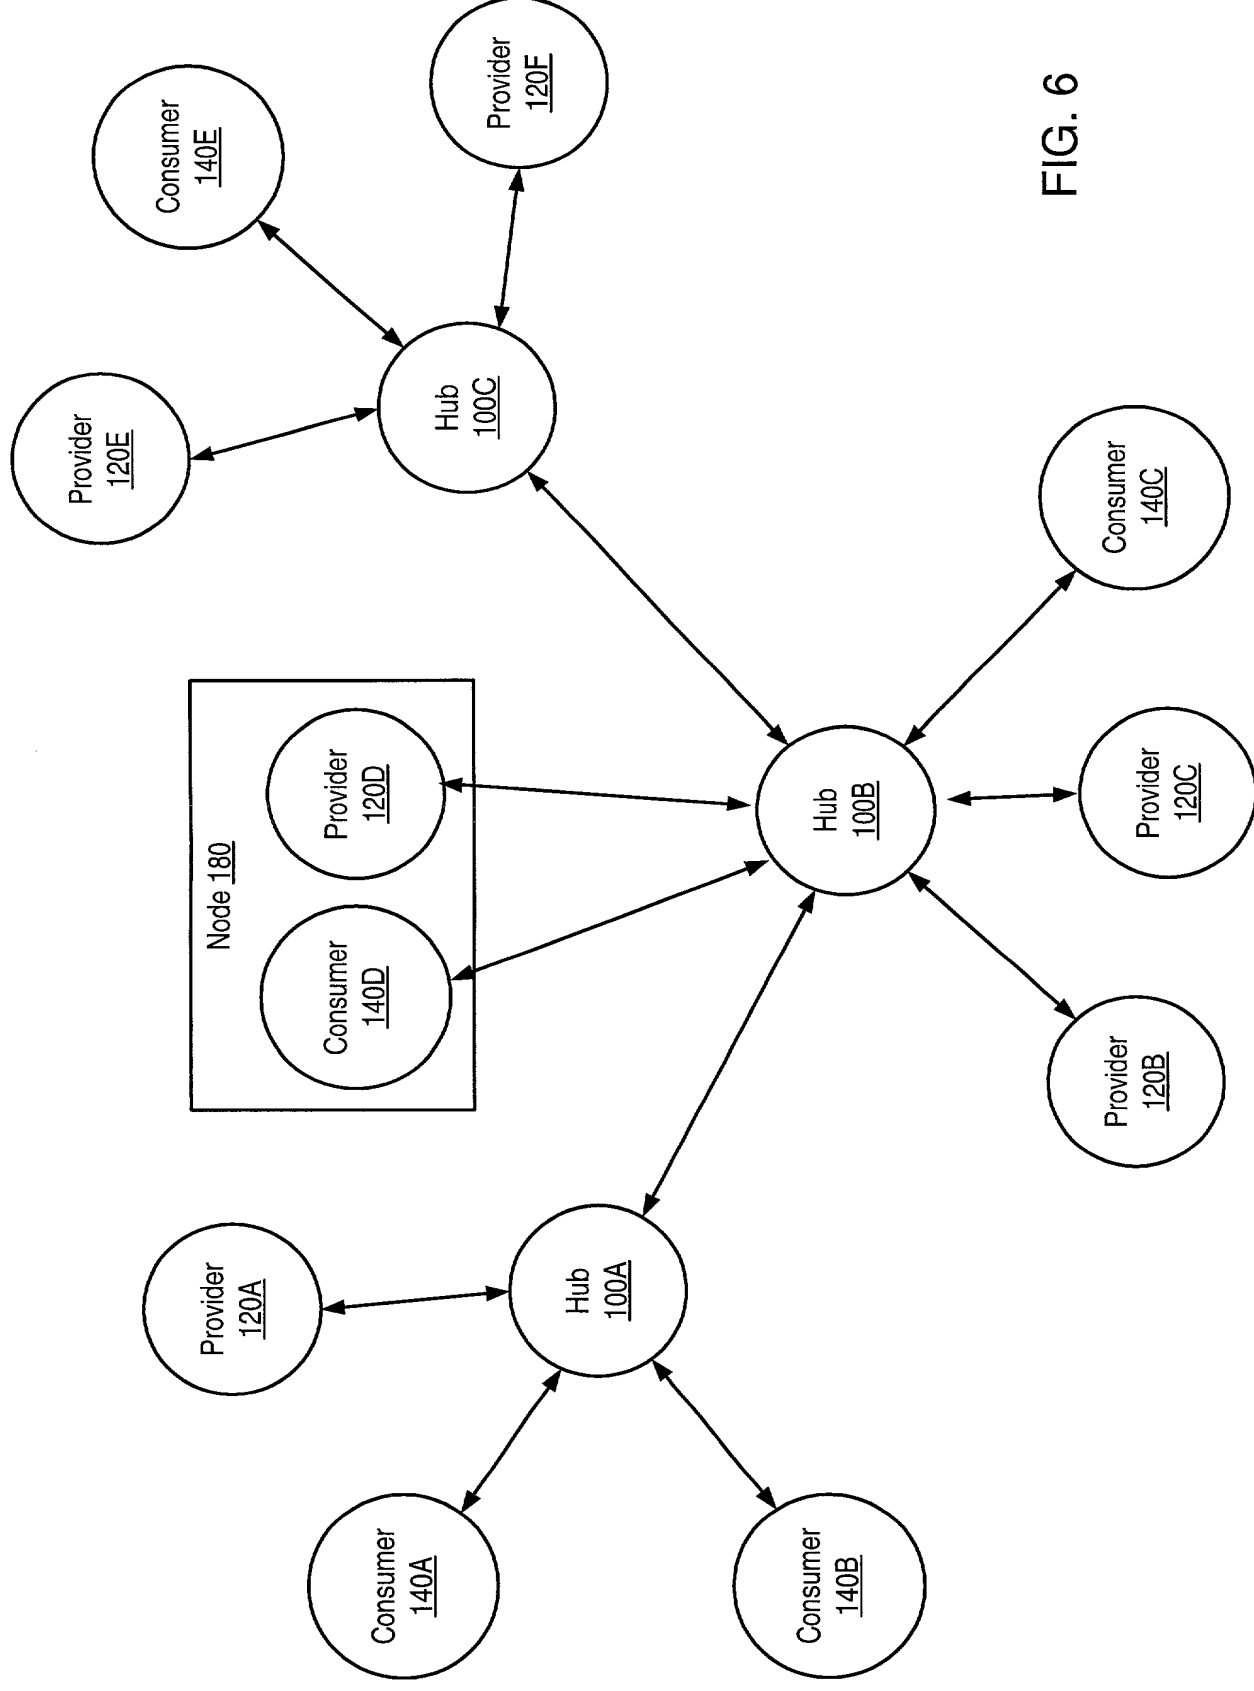 Provider
120A
Consumer
140A
Consumer
140B
Hub
100A
Node 180
Consumer
140D
Provider
120D
Hub
100B
Provider
120B
Provider
120C
Consumer
140C
Provider
120E
Consumer
140E
Provider
120F
Hub
100C
FIG. 6